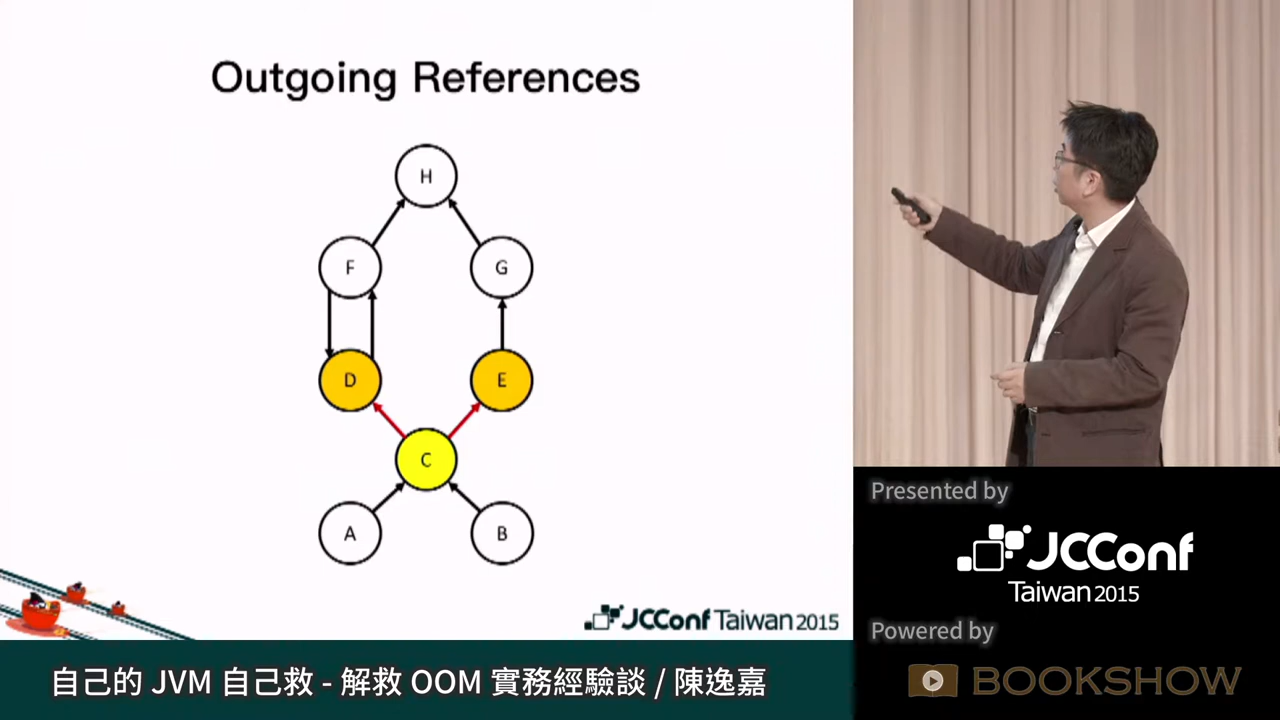 Outgoing References
H
F
G
D
E
C
A
B
JCConf Taiwan 2015
Presented by
JCConf
Taiwan 2015
Powered by
BOOKSHOW
自己的 JVM 自己救 - 解救 OOM 實務經驗談 / 陳逸嘉